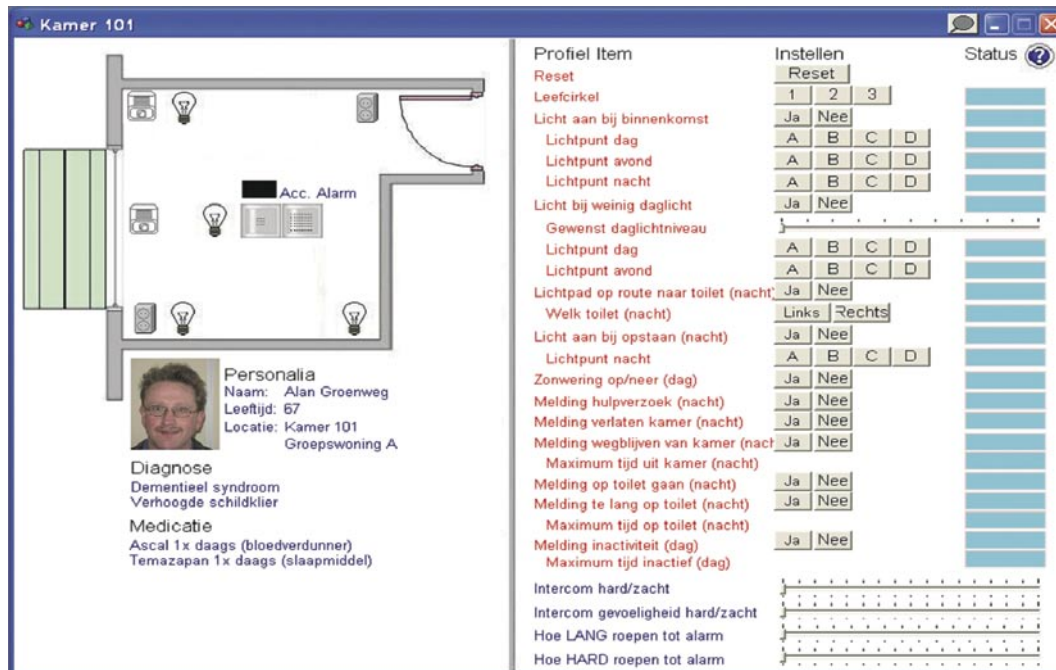 Kamer 101
Acc. Alarm
Personalia
Naam: Alan Groenweg
Leeftijd: 67
Locatie: Kamer 101
Groepswoning A
Diagnose
Dementieel syndroom
Verhoogde schildklier
Medicatie
Ascal 1x daags (bloedverdunner)
Temazapan 1x daags (slaapmiddel)
Profiel Item Instellen Status ?
Reset Reset
Leefcirkel 1 2 3
Licht aan bij binnenkomst Ja Nee
Lichtpunt dag A B C D
Lichtpunt avond A B C D
Lichtpunt nacht A B C D
Licht bij weinig daglicht Ja Nee
Gewenst daglichtniveau
Lichtpunt dag A B C D
Lichtpunt avond A B C D
Lichtpad op route naar toilet (nacht) Ja Nee
Welk toilet (nacht) Links Rechts
Licht aan bij opstaan (nacht) Ja Nee
Lichtpunt nacht A B C D
Zonwering op/neer (dag) Ja Nee
Melding hulpverzoek (nacht) Ja Nee
Melding verlaten kamer (nacht) Ja Nee
Melding wegblijven van kamer (nach Ja Nee
Maximum tijd uit kamer (nacht)
Melding op toilet gaan (nacht) Ja Nee
Melding te lang op toilet (nacht) Ja Nee
Maximum tijd op toilet (nacht)
Melding inactiviteit (dag) Ja Nee
Maximum tijd inactief (dag)
Intercom hard/zacht
Intercom gevoeligheid hard/zacht
Hoe LANG roepen tot alarm
Hoe HARD roepen tot alarm